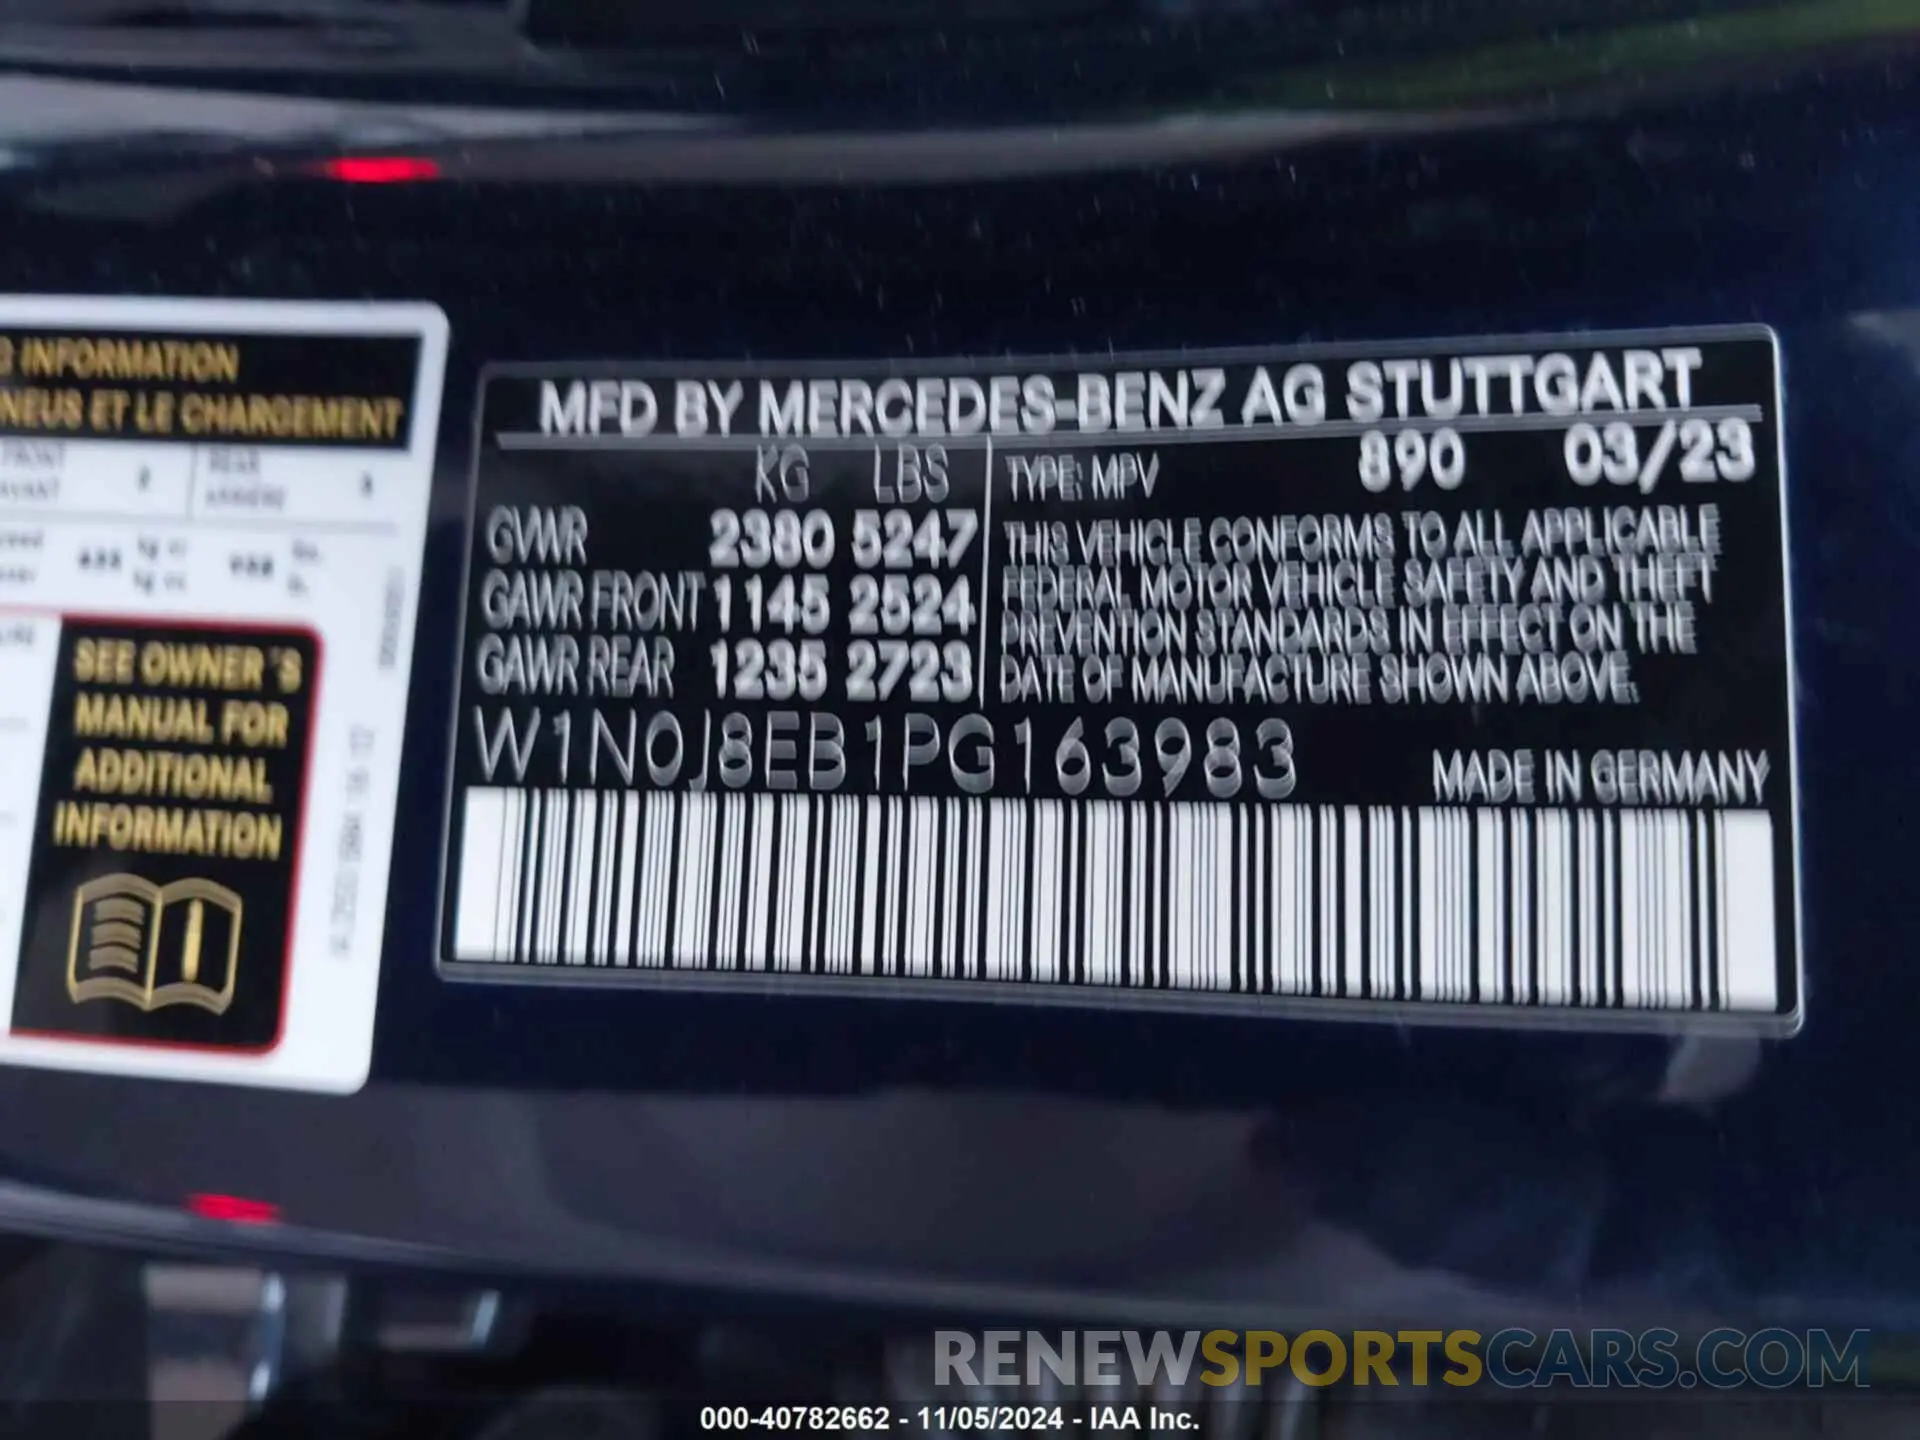 G INFORMATION
NEUS ET LE CHARGEMENT
SEE OWNER'S
MANUAL FOR
ADDITIONAL
INFORMATION
MFD BY MERCEDES-BENZ AG STUTTGART
KG LBS
GVWR 2380 5247
GAWR FRONT 1145 2524
GAWR REAR 1235 2723
TYPE: MPV 890 03/23
THIS VEHICLE CONFORMS TO ALL APPLICABLE
FEDERAL MOTOR VEHICLE SAFETY AND THEFT
PREVENTION STANDARDS IN EFFECT ON THE
DATE OF MANUFACTURE SHOWN ABOVE.
W1N0J8EB1PG163983
MADE IN GERMANY
RENEWSPORTSCARS.COM
000-40782662 - 11/05/2024 - IAA Inc.